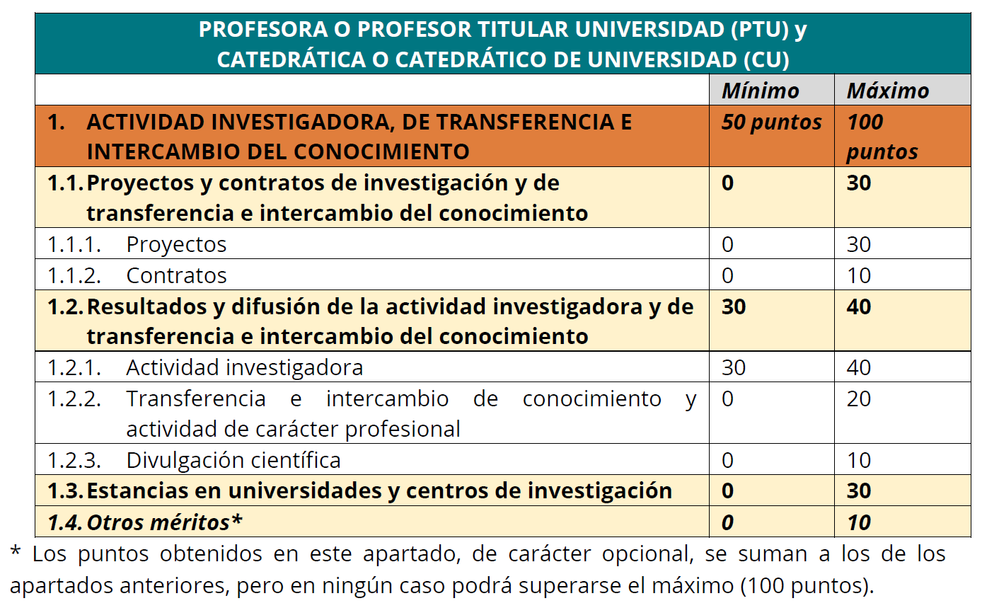 PROFESORA O PROFESOR TITULAR UNIVERSIDAD (PTU) y
CATEDRÁTICA O CATEDRÁTICO DE UNIVERSIDAD (CU)
Mínimo Máximo
1. ACTIVIDAD INVESTIGADORA, DE TRANSFERENCIA E 50 puntos 100
INTERCAMBIO DEL CONOCIMIENTO puntos
1.1. Proyectos y contratos de investigación y de 0 30
transferencia e intercambio del conocimiento
1.1.1. Proyectos 0 30
1.1.2. Contratos 0 10
1.2. Resultados y difusión de la actividad investigadora y de 30 40
transferencia e intercambio del conocimiento
1.2.1. Actividad investigadora 30 40
1.2.2. Transferencia e intercambio de conocimiento y 0 20
actividad de carácter profesional
1.2.3. Divulgación científica 0 10
1.3. Estancias en universidades y centros de investigación 0 30
1.4. Otros méritos* 0 10
* Los puntos obtenidos en este apartado, de carácter opcional, se suman a los de los
apartados anteriores, pero en ningún caso podrá superarse el máximo (100 puntos).